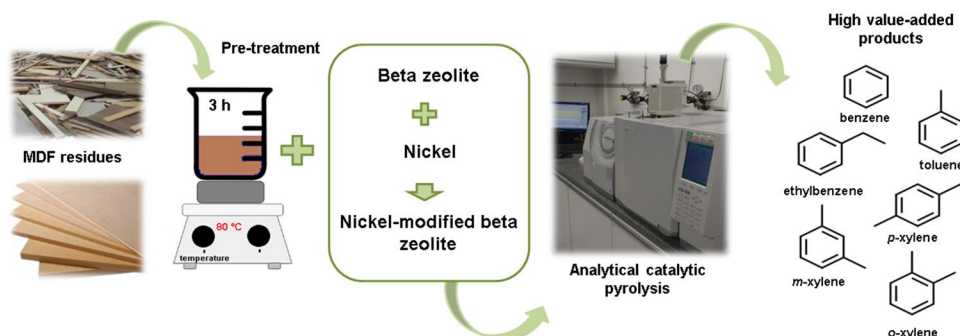 MDF residues
Pre-treatment
3 h
80 °C
temperature
Beta zeolite
Nickel
Nickel-modified beta
zeolite
Analytical catalytic
pyrolysis
High value-added
products
benzene
toluene
ethylbenzene
p-xylene
m-xylene
o-xylene